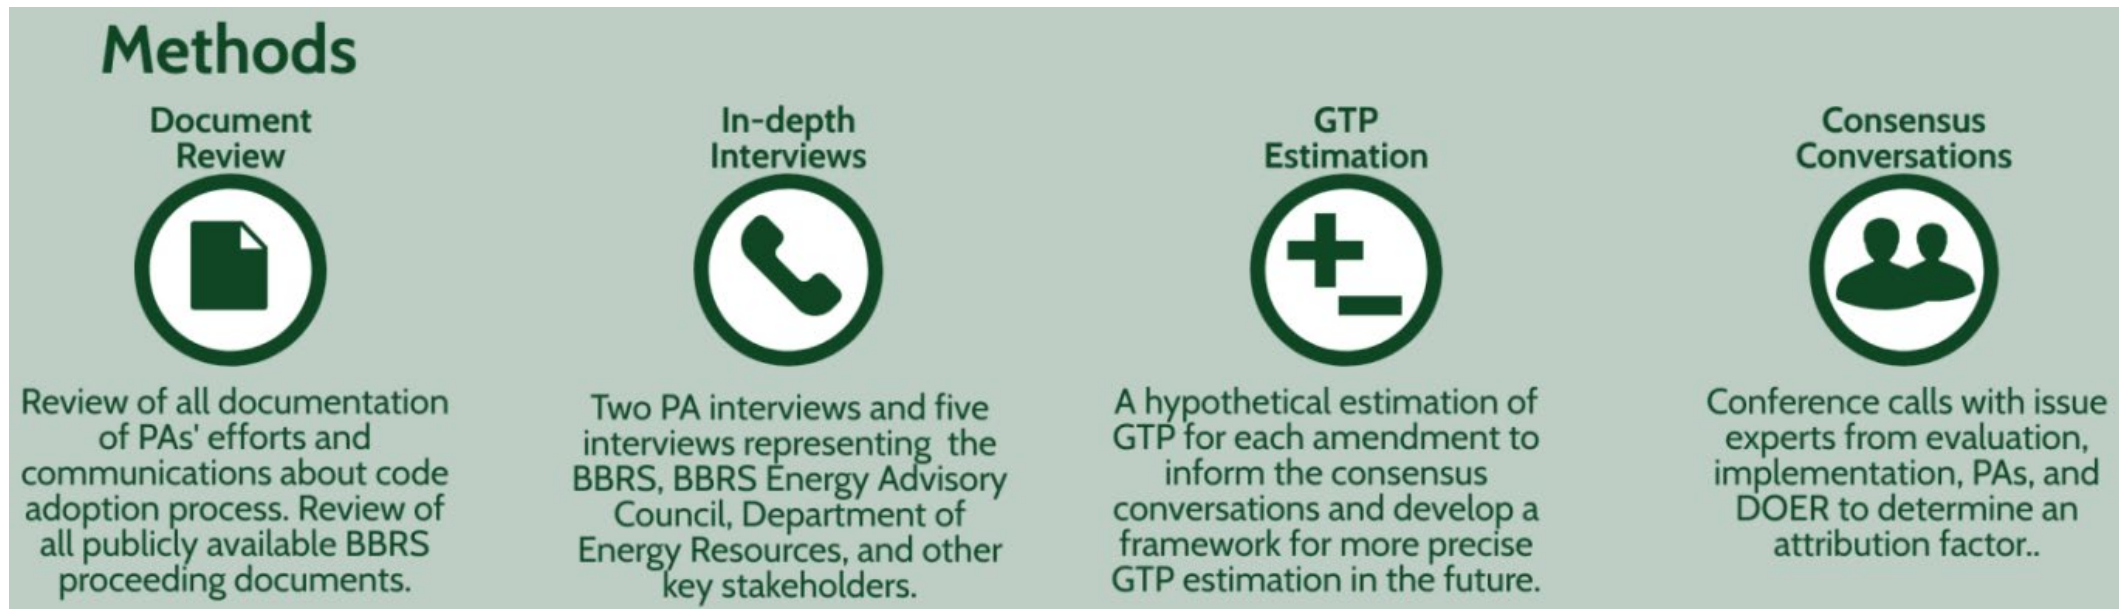 Methods
Document
Review
Review of all documentation
of PAs' efforts and
communications about code
adoption process. Review of
all publicly available BBRS
proceeding documents.
In-depth
Interviews
Two PA interviews and five
interviews representing the
BBRS, BBRS Energy Advisory
Council, Department of
Energy Resources, and other
key stakeholders.
GTP
Estimation
A hypothetical estimation of
GTP for each amendment to
inform the consensus
conversations and develop a
framework for more precise
GTP estimation in the future.
Consensus
Conversations
Conference calls with issue
experts from evaluation,
implementation, PAs, and
DOER to determine an
attribution factor..